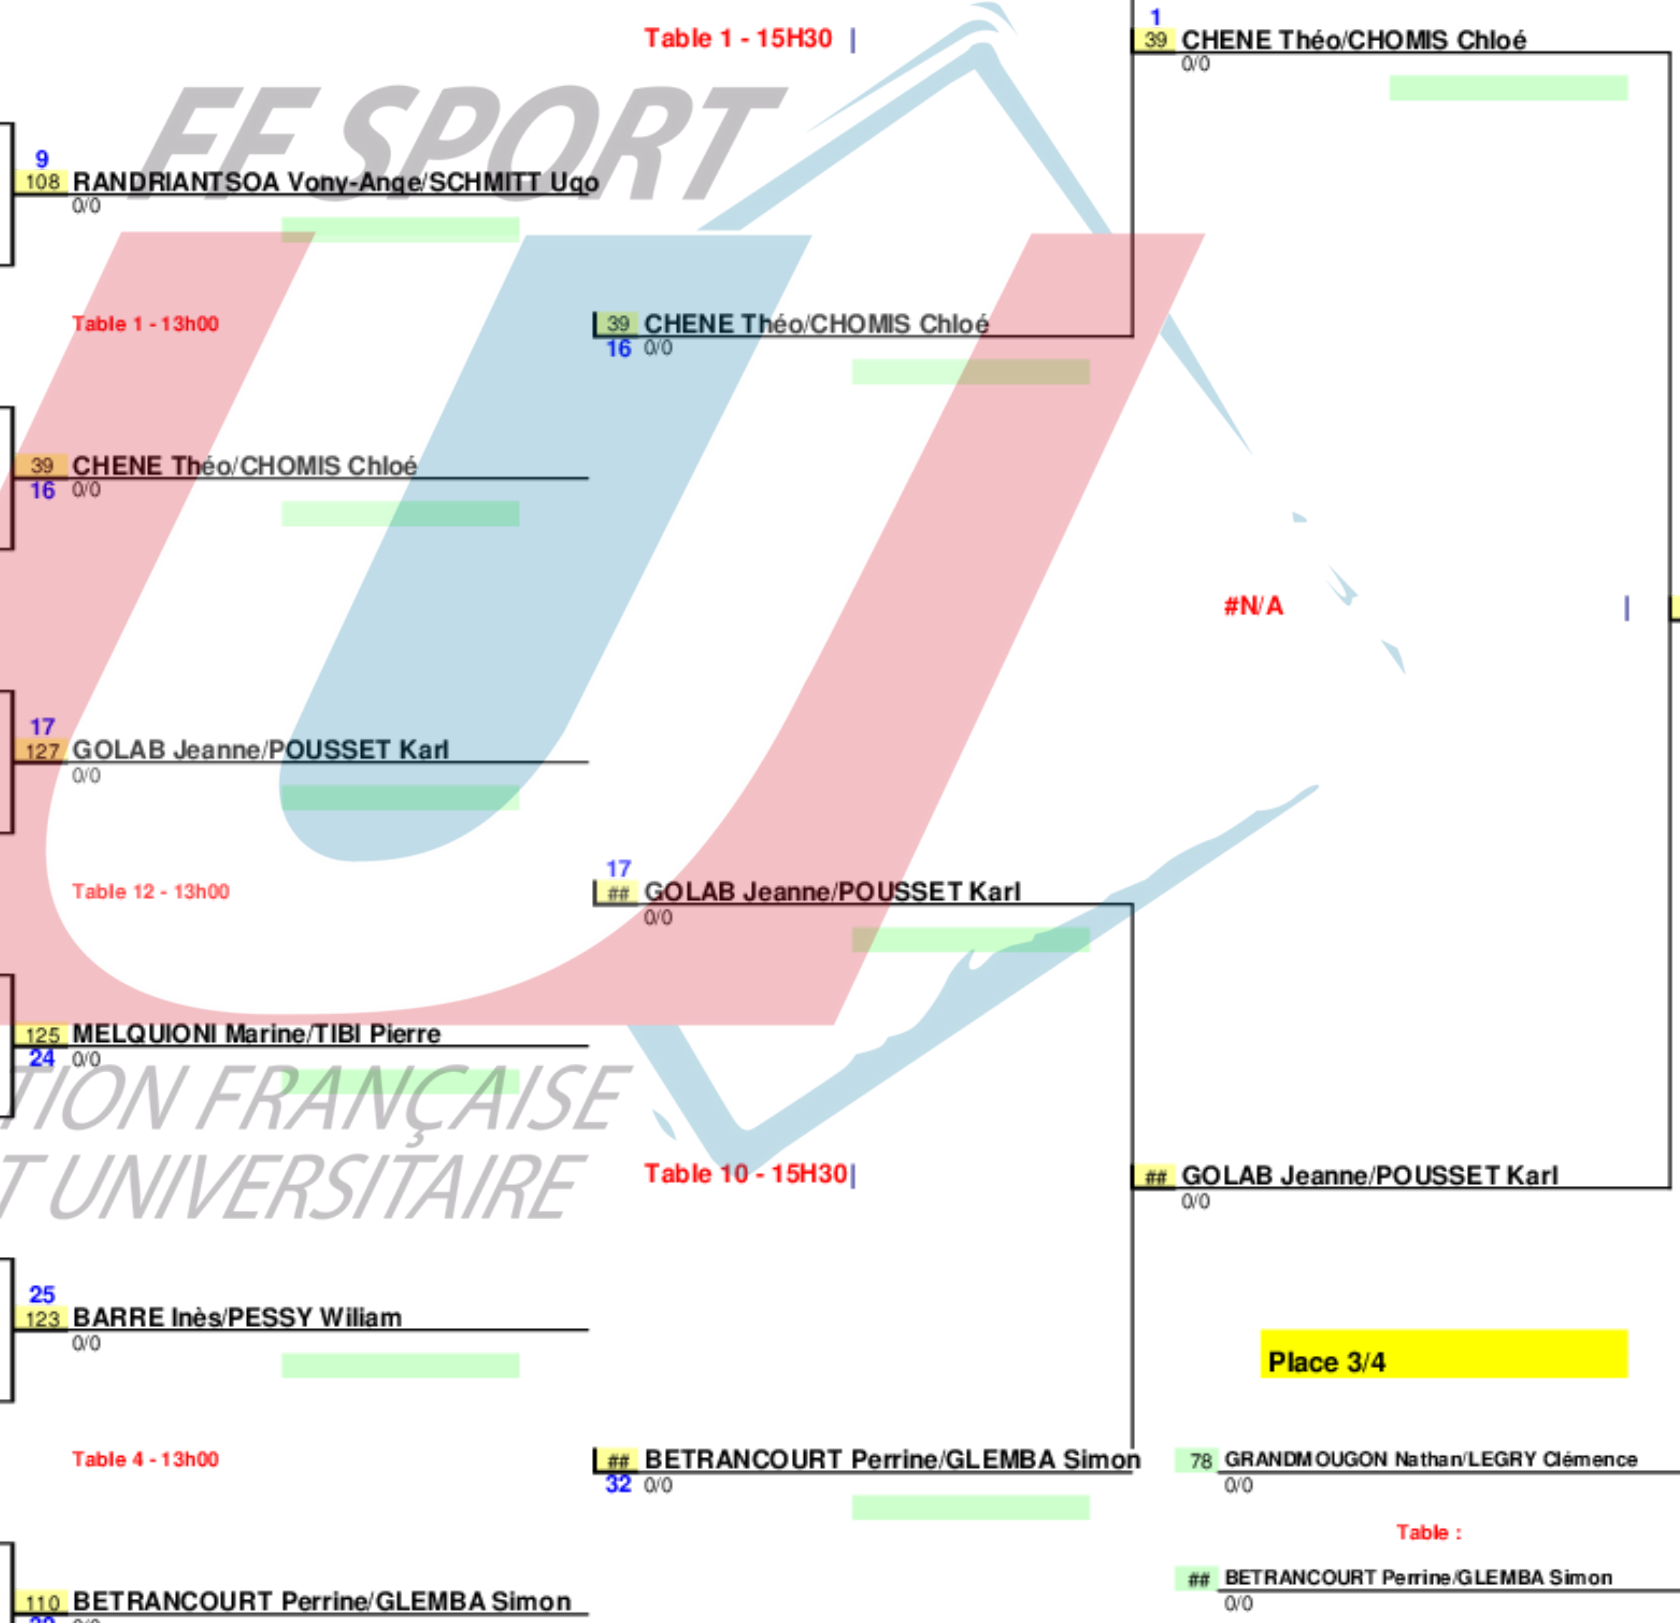 Table 1 - 15H30
1
39 CHENE Théo/CHOMIS Chloé
0/0
FF SPORT
9
108 RANDRIANTSOA Vony-Ange/SCHMITT Ugo
0/0
Table 1 - 13h00
39 CHENE Théo/CHOMIS Chloé
16 0/0
39 CHENE Théo/CHOMIS Chloé
16 0/0
#N/A
17
127 GOLAB Jeanne/POUSSET Karl
0/0
17
Table 12 - 13h00
## GOLAB Jeanne/POUSSET Karl
0/0
125 MELQUIONI Marine/TIBI Pierre
24 0/0
TION FRANÇAISE
T UNIVERSITAIRE
Table 10 - 15H30
## GOLAB Jeanne/POUSSET Karl
0/0
25
123 BARRE Inès/PESSY Wiliam
0/0
Place 3/4
Table 4 - 13h00
## BETRANCOURT Perrine/GLEMBA Simon
32 0/0
78 GRANDMOUGON Nathan/LEGRY Clémence
0/0
Table :
## BETRANCOURT Perrine/GLEMBA Simon
0/0
110 BETRANCOURT Perrine/GLEMBA Simon